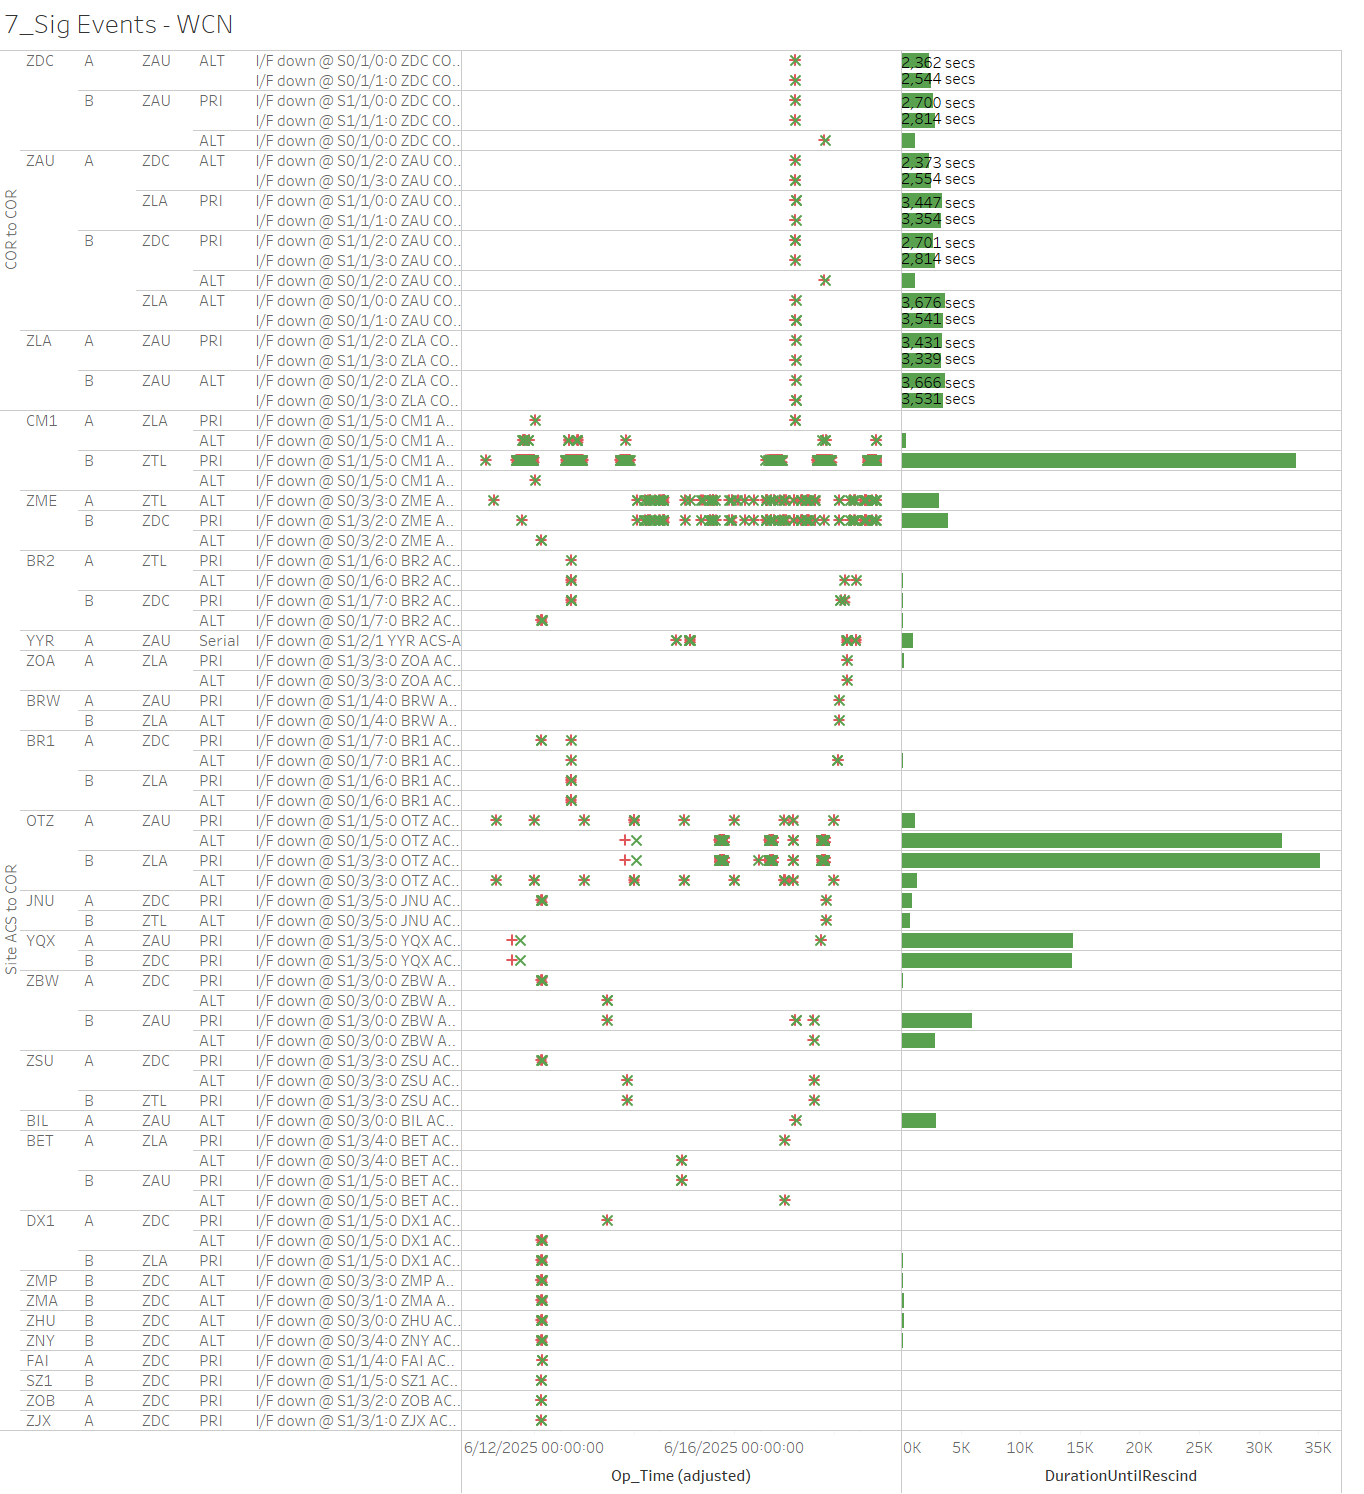 7_Sig Events - WCN
COR to COR
ZDC A ZAU ALT I/F down @ S0/1/0:0 ZDC CO.. 2,362 secs
I/F down @ S0/1/1:0 ZDC CO.. 2,544 secs
B ZAU PRI I/F down @ S1/1/0:0 ZDC CO.. 2,700 secs
I/F down @ S1/1/1:0 ZDC CO.. 2,814 secs
ALT I/F down @ S0/1/0:0 ZDC CO..
ZAU A ZDC ALT I/F down @ S0/1/2:0 ZAU CO.. 2,373 secs
I/F down @ S0/1/3:0 ZAU CO.. 2,554 secs
ZLA PRI I/F down @ S1/1/0:0 ZAU CO.. 3,447 secs
I/F down @ S1/1/1:0 ZAU CO.. 3,354 secs
B ZDC PRI I/F down @ S1/1/2:0 ZAU CO.. 2,701 secs
I/F down @ S1/1/3:0 ZAU CO.. 2,814 secs
ALT I/F down @ S0/1/2:0 ZAU CO..
ZLA ALT I/F down @ S0/1/0:0 ZAU CO.. 3,676 secs
I/F down @ S0/1/1:0 ZAU CO.. 3,541 secs
ZLA A ZAU PRI I/F down @ S1/1/2:0 ZLA CO.. 3,431 secs
I/F down @ S1/1/3:0 ZLA CO.. 3,339 secs
B ZAU ALT I/F down @ S0/1/2:0 ZLA CO.. 3,666 secs
I/F down @ S0/1/3:0 ZLA CO.. 3,531 secs
Site ACS to COR
CM1 A ZLA PRI I/F down @ S1/1/5:0 CM1 A..
ALT I/F down @ S0/1/5:0 CM1 A..
B ZTL PRI I/F down @ S1/1/5:0 CM1 A..
ALT I/F down @ S0/1/5:0 CM1 A..
ZME A ZTL ALT I/F down @ S0/3/3:0 ZME A..
B ZDC PRI I/F down @ S1/3/2:0 ZME A..
ALT I/F down @ S0/3/2:0 ZME A..
BR2 A ZTL PRI I/F down @ S1/1/6:0 BR2 AC..
ALT I/F down @ S0/1/6:0 BR2 AC..
B ZDC PRI I/F down @ S1/1/7:0 BR2 AC..
ALT I/F down @ S0/1/7:0 BR2 AC..
YYR A ZAU Serial I/F down @ S1/2/1 YYR ACS-A
ZOA A ZLA PRI I/F down @ S1/3/3:0 ZOA AC..
ALT I/F down @ S0/3/3:0 ZOA AC..
BRW A ZAU PRI I/F down @ S1/1/4:0 BRW A..
B ZLA ALT I/F down @ S0/1/4:0 BRW A..
BR1 A ZDC PRI I/F down @ S1/1/7:0 BR1 AC..
ALT I/F down @ S0/1/7:0 BR1 AC..
B ZLA PRI I/F down @ S1/1/6:0 BR1 AC..
ALT I/F down @ S0/1/6:0 BR1 AC..
OTZ A ZAU PRI I/F down @ S1/1/5:0 OTZ AC..
ALT I/F down @ S0/1/5:0 OTZ AC..
B ZLA PRI I/F down @ S1/3/3:0 OTZ AC..
ALT I/F down @ S0/3/3:0 OTZ AC..
JNU A ZDC PRI I/F down @ S1/3/5:0 JNU AC..
B ZTL ALT I/F down @ S0/3/5:0 JNU AC..
YQX A ZAU PRI I/F down @ S1/3/5:0 YQX AC..
B ZDC PRI I/F down @ S1/3/5:0 YQX AC..
ZBW A ZDC PRI I/F down @ S1/3/0:0 ZBW A..
ALT I/F down @ S0/3/0:0 ZBW A..
B ZAU PRI I/F down @ S1/3/0:0 ZBW A..
ALT I/F down @ S0/3/0:0 ZBW A..
ZSU A ZDC PRI I/F down @ S1/3/3:0 ZSU AC..
ALT I/F down @ S0/3/3:0 ZSU AC..
B ZTL PRI I/F down @ S1/3/3:0 ZSU AC..
BIL A ZAU ALT I/F down @ S0/3/0:0 BIL AC..
BET A ZLA PRI I/F down @ S1/3/4:0 BET AC..
ALT I/F down @ S0/3/4:0 BET AC..
B ZAU PRI I/F down @ S1/1/5:0 BET AC..
ALT I/F down @ S0/1/5:0 BET AC..
DX1 A ZDC PRI I/F down @ S1/1/5:0 DX1 AC..
ALT I/F down @ S0/1/5:0 DX1 AC..
B ZLA PRI I/F down @ S1/1/5:0 DX1 AC..
ZMP B ZDC ALT I/F down @ S0/3/3:0 ZMP A..
ZMA B ZDC ALT I/F down @ S0/3/1:0 ZMA A..
ZHU B ZDC ALT I/F down @ S0/3/0:0 ZHU AC..
ZNY B ZDC ALT I/F down @ S0/3/4:0 ZNY AC..
FAI A ZDC PRI I/F down @ S1/1/4:0 FAI AC..
SZ1 B ZDC PRI I/F down @ S1/1/5:0 SZ1 AC..
ZOB A ZDC PRI I/F down @ S1/3/2:0 ZOB AC..
ZJX A ZDC PRI I/F down @ S1/3/1:0 ZJX AC..
6/12/2025 00:00:00 6/16/2025 00:00:00 0K 5K 10K 15K 20K 25K 30K 35K
Op_Time (adjusted) DurationUntilRescind